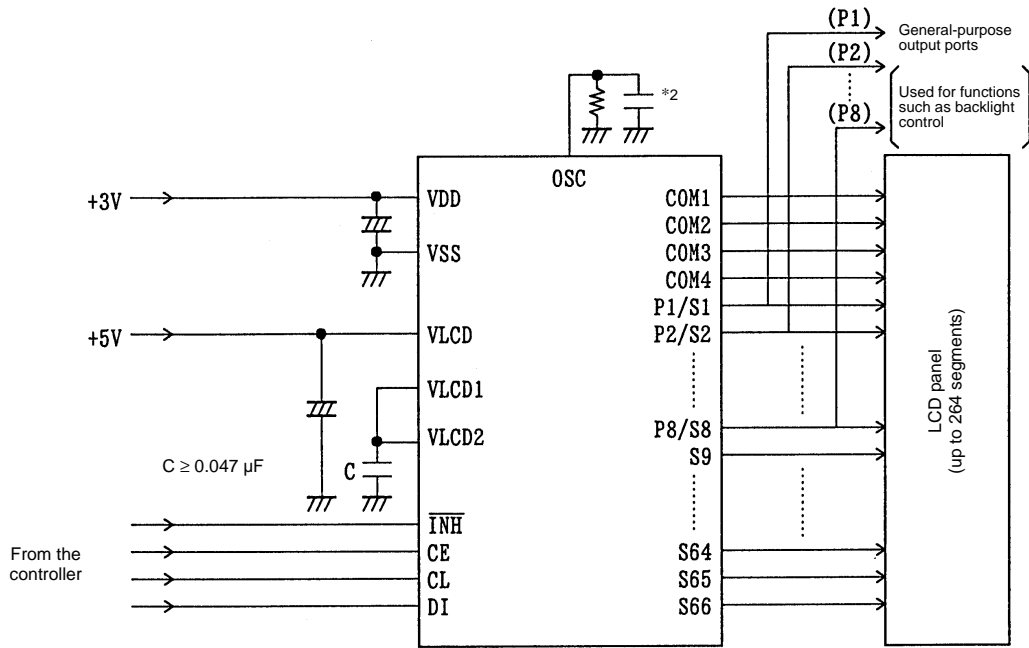 (P1)
General-purpose
output ports
(P2)
Used for functions
such as backlight
control
(P8)
*2
OSC
+3V
VDD
VSS
+5V
VLCD
VLCD1
VLCD2
C ≥ 0.047 µF
C
From the
controller
INH
CE
CL
DI
COM1
COM2
COM3
COM4
P1/S1
P2/S2
P8/S8
S9
S64
S65
S66
LCD panel
(up to 264 segments)